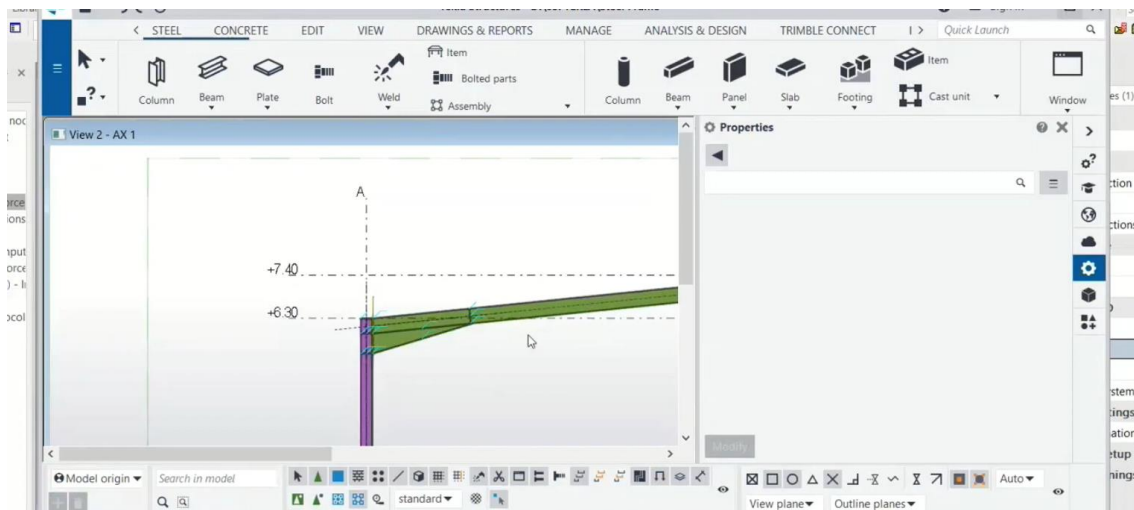 STEEL CONCRETE EDIT VIEW DRAWINGS & REPORTS MANAGE ANALYSIS & DESIGN TRIMBLE CONNECT Quick Launch
Item
Bolted parts
Assembly
Column Beam Plate Bolt Weld
Column Beam Panel Slab Footing
Item
Cast unit
Window
View 2 - AX 1
Properties
A
+7.40
+6.30
Modify
Model origin Search in model
standard
Auto
View plane Outline planes